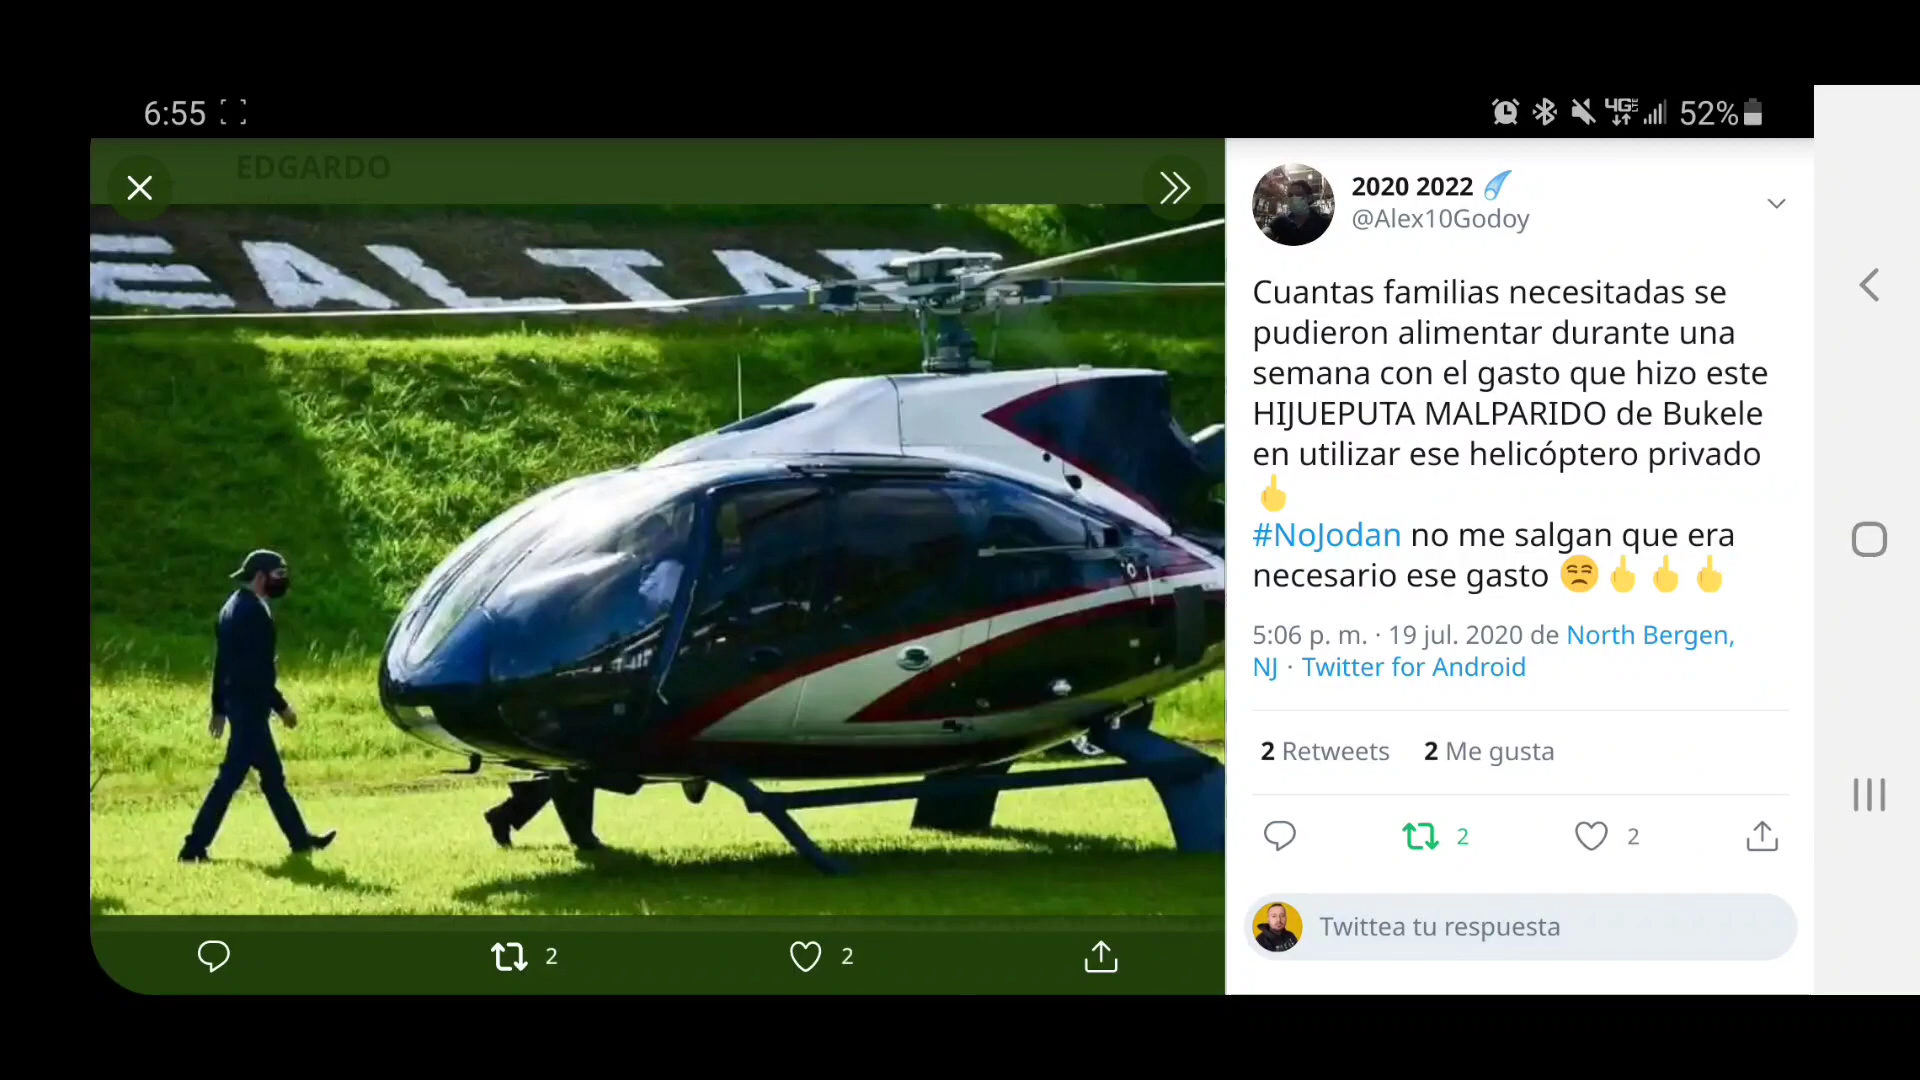 6:55
4G LTE 52%
EDGARDO
EALTAD
2020 2022
@Alex10Godoy
Cuantas familias necesitadas se
pudieron alimentar durante una
semana con el gasto que hizo este
HIJUEPUTA MALPARIDO de Bukele
en utilizar ese helicóptero privado
🖕
#NoJodan no me salgan que era
necesario ese gasto 😒🖕🖕🖕
5:06 p. m. · 19 jul. 2020 de North Bergen,
NJ · Twitter for Android
2 Retweets 2 Me gusta
2 2
Twittea tu respuesta
2 2